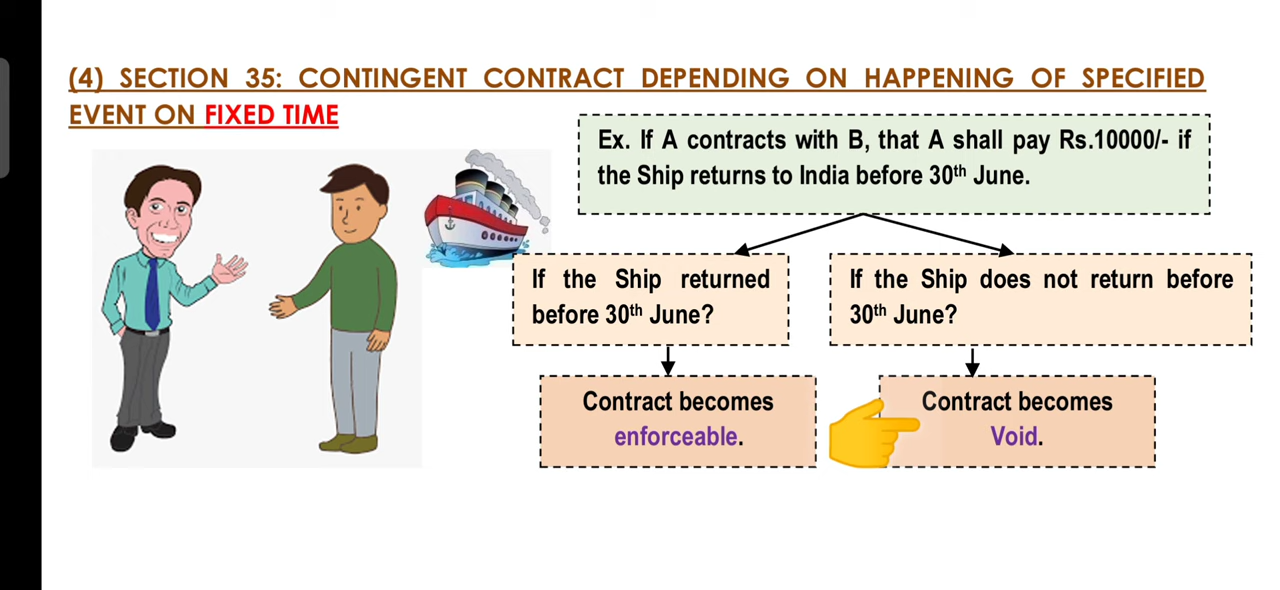 (4) SECTION 35: CONTINGENT CONTRACT DEPENDING ON HAPPENING OF SPECIFIED
EVENT ON FIXED TIME
Ex. If A contracts with B, that A shall pay Rs.10000/- if
the Ship returns to India before 30th June.
If the Ship returned
before 30th June?
If the Ship does not return before
30th June?
Contract becomes
enforceable.
Contract becomes
Void.